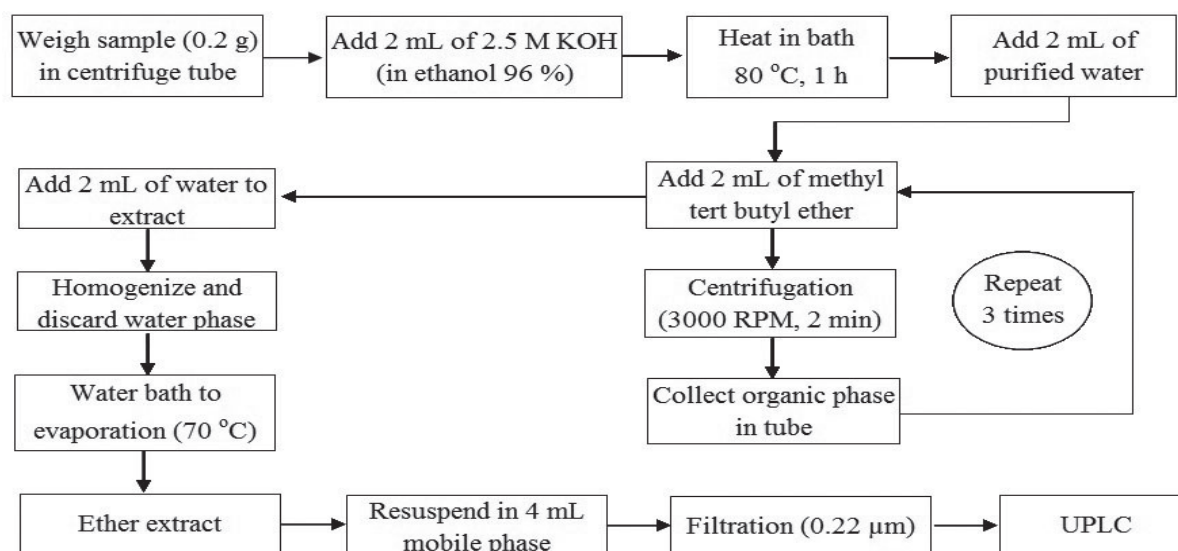 Weigh sample (0.2 g)
in centrifuge tube
Add 2 mL of 2.5 M KOH
(in ethanol 96 %)
Heat in bath
80 °C, 1 h
Add 2 mL of
purified water
Add 2 mL of methyl
tert butyl ether
Add 2 mL of water to
extract
Centrifugation
(3000 RPM, 2 min)
Repeat
3 times
Homogenize and
discard water phase
Collect organic phase
in tube
Water bath to
evaporation (70 °C)
Ether extract
Resuspend in 4 mL
mobile phase
Filtration (0.22 μm)
UPLC